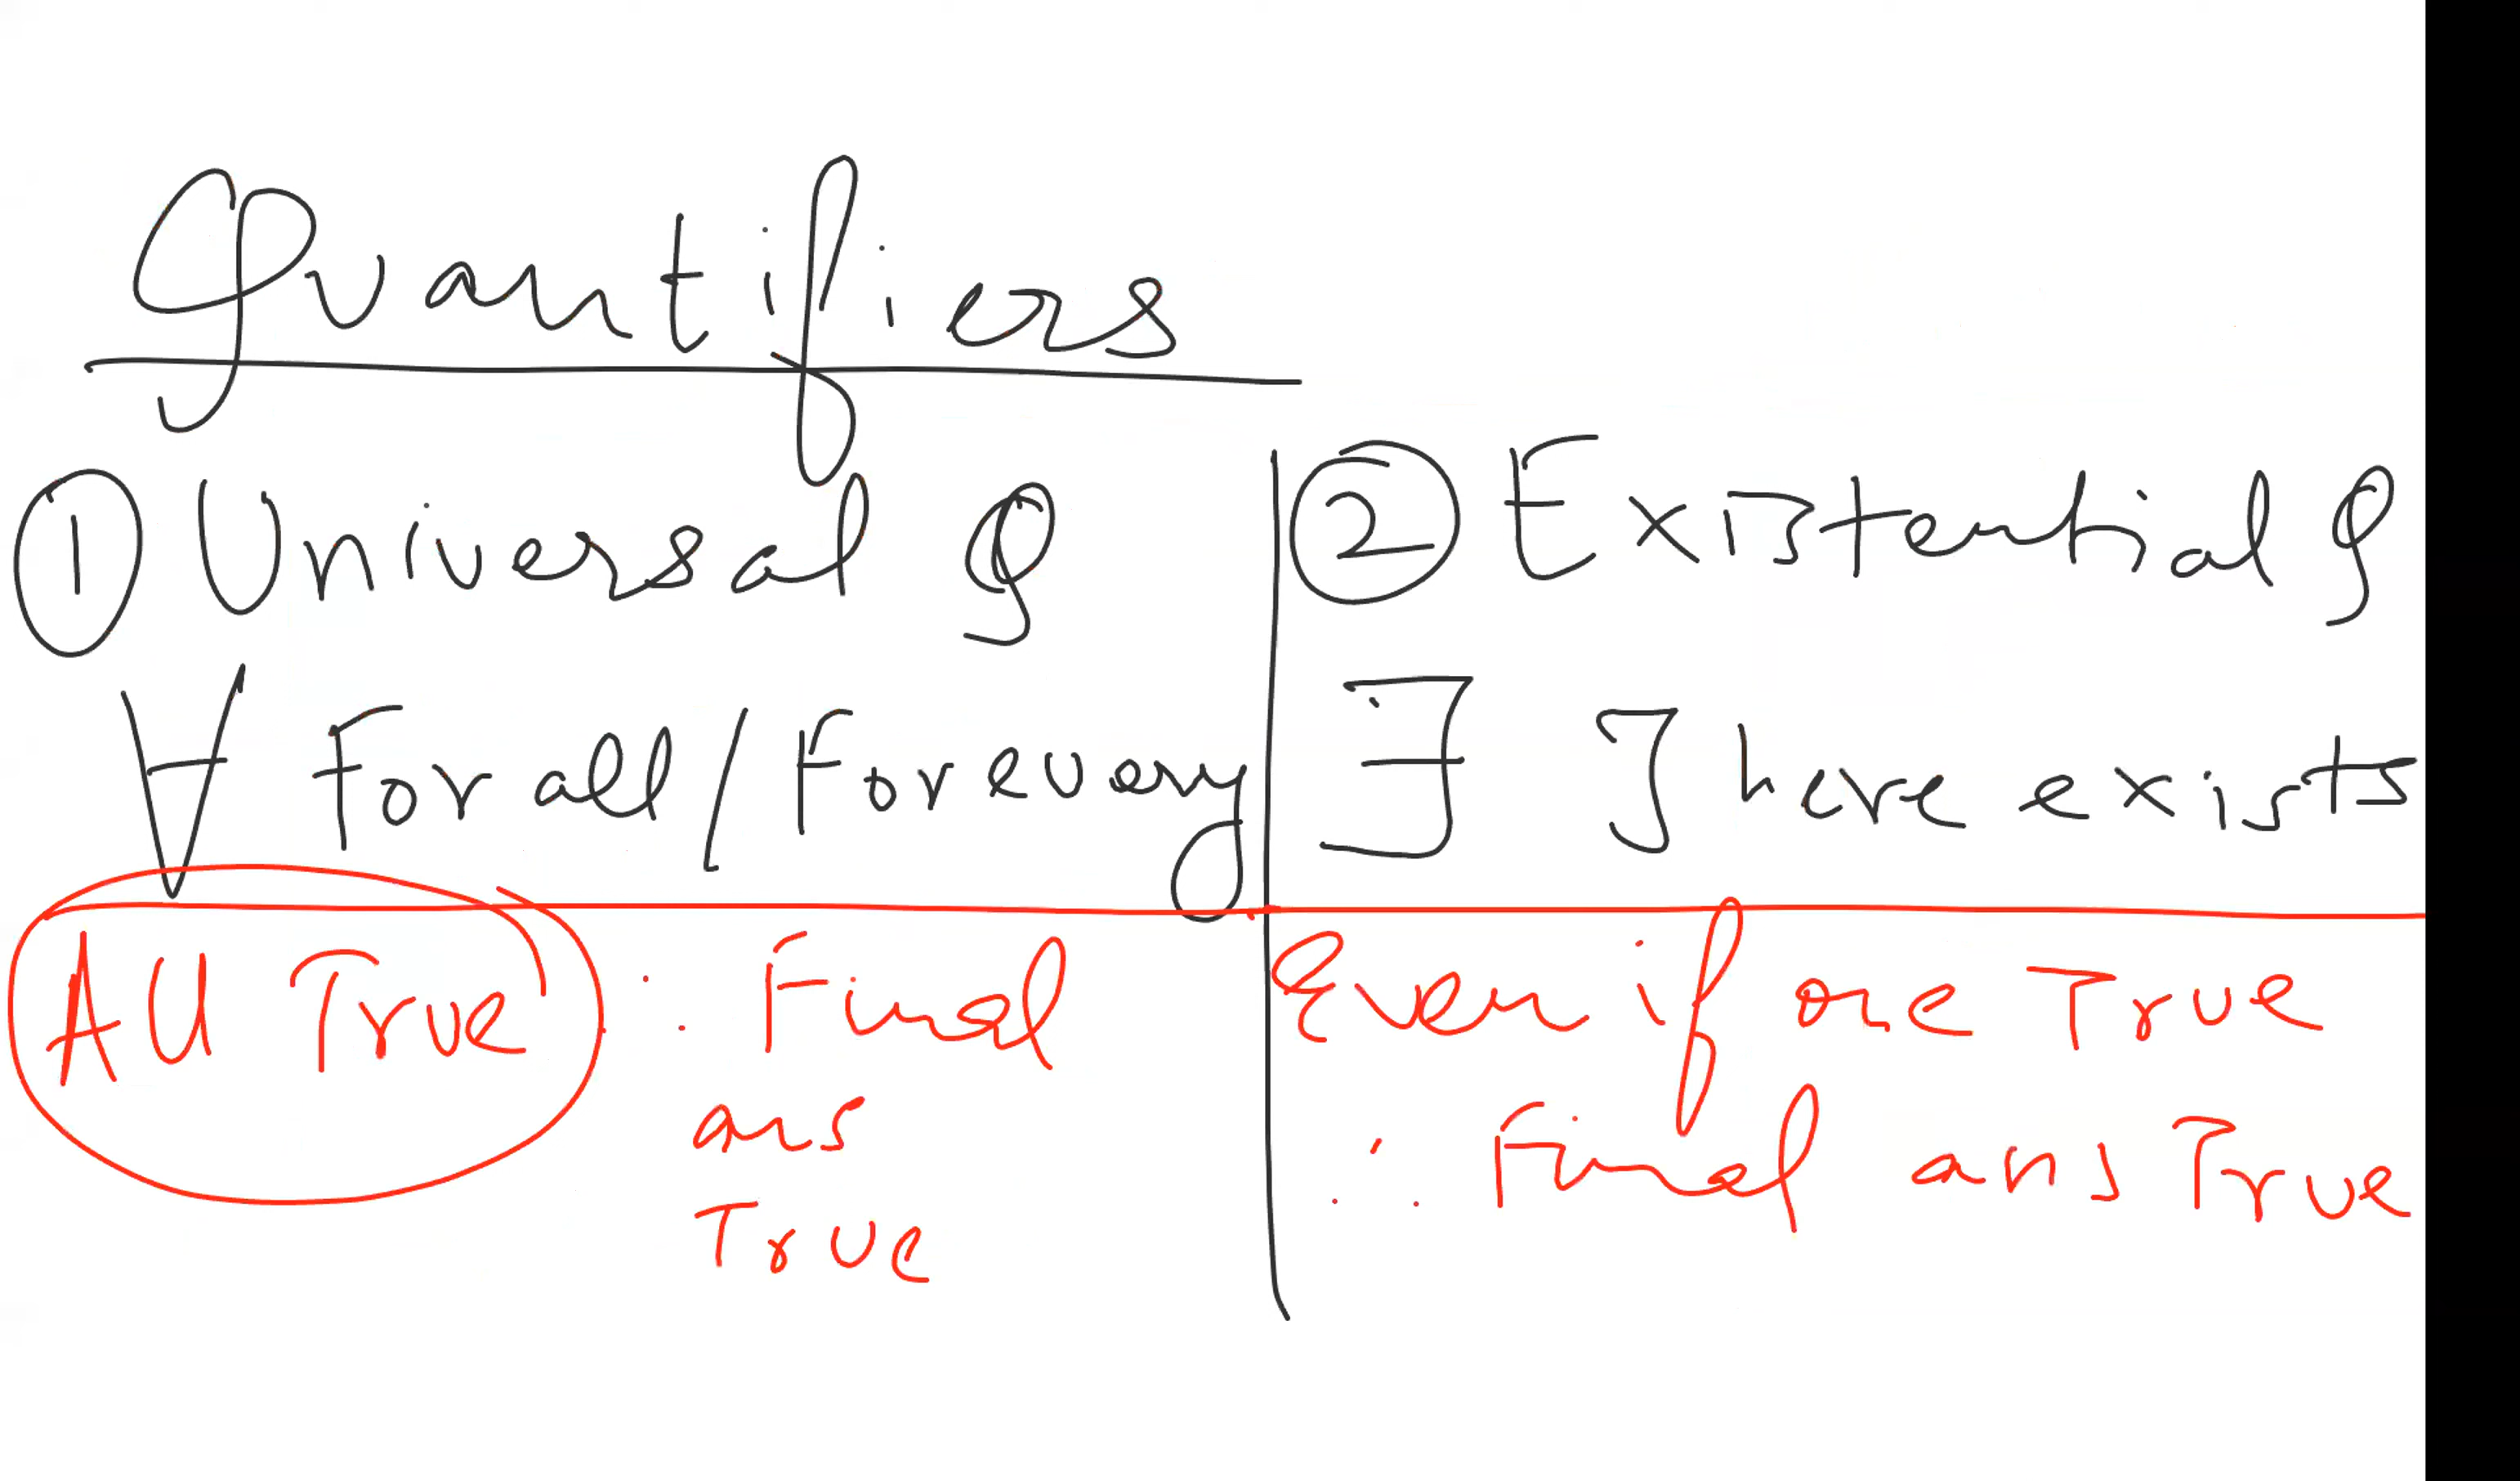 Quantifiers
① Universal Q
∀ For all / For every
All True ∴ Final
ans
True
② Existential Q
∃ There exists
Even if one True
∴ Final ans True